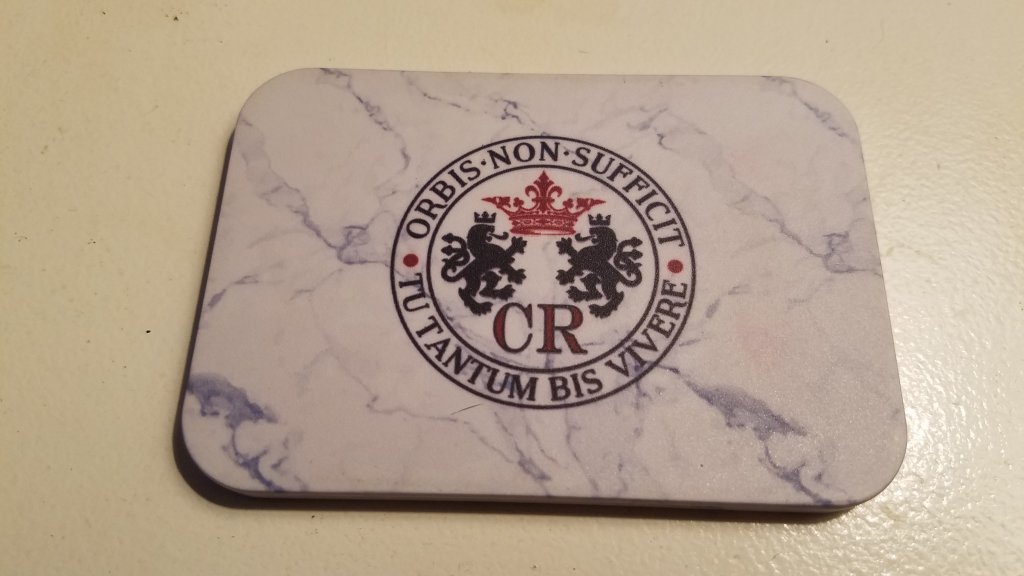 ORBIS·NON·SUFFICIT
CR
TU TANTUM BIS VIVERE